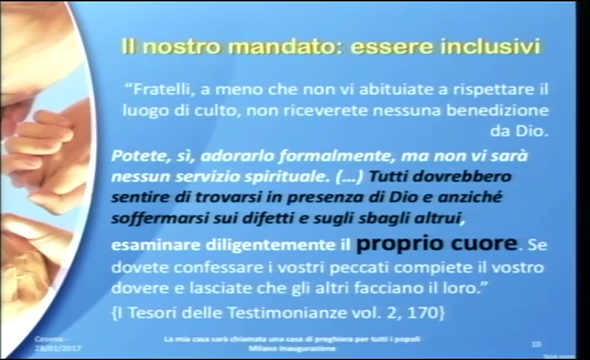 Il nostro mandato: essere inclusivi
“Fratelli, a meno che non vi abituiate a rispettare il
luogo di culto, non riceverete nessuna benedizione
da Dio.
Potete, sì, adorarlo formalmente, ma non vi sarà
nessun servizio spirituale. (...) Tutti dovrebbero
sentire di trovarsi in presenza di Dio e anziché
soffermarsi sui difetti e sugli sbagli altrui,
esaminare diligentemente il proprio cuore. Se
dovete confessare i vostri peccati compiete il vostro
dovere e lasciate che gli altri facciano il loro.”
{I Tesori delle Testimonianze vol. 2, 170}
Cesena -
28/01/2017
La mia casa sarà chiamata una casa di preghiera per tutti i popoli
Milano Inaugurazione
10